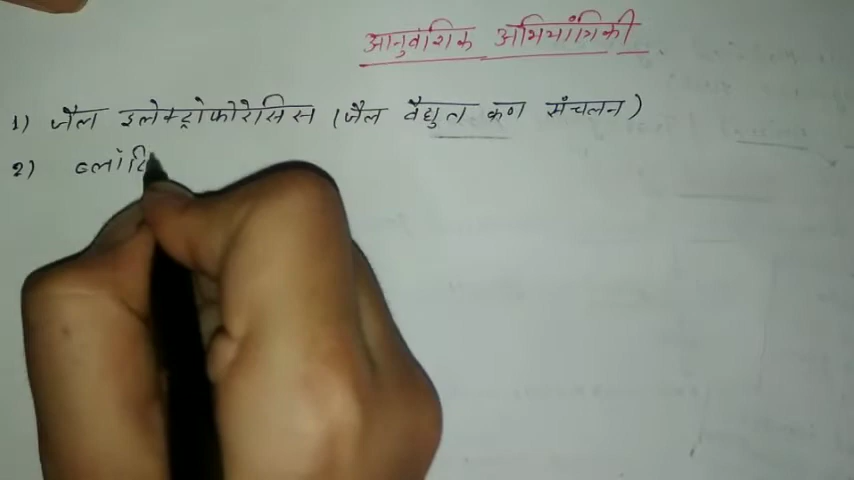 आनुवंशिक अभियांत्रिकी
1) जैल इलेक्ट्रोफोरेसिस (जैल वैद्युत कण संचलन)
2) ब्लॉटि